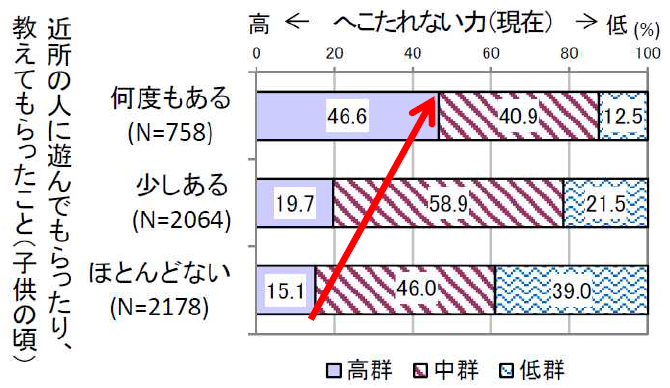 近所の人に遊んでもらったり、
教えてもらったこと(子供の頃)
高 ← へこたれない力(現在) → 低 (%)
0 20 40 60 80 100
何度もある
(N=758)
46.6 40.9 12.5
少しある
(N=2064)
19.7 58.9 21.5
ほとんどない
(N=2178)
15.1 46.0 39.0
高群 中群 低群